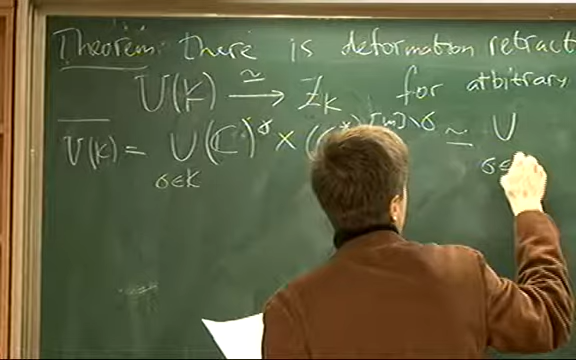 Theorem: there is deformation retract
U(K) ≃→ Z_K for arbitrary
U(K) = ∪ (ℂ)^σ × (ℂ*)^[m]\σ ≃ ∪
σ∈K σ∈